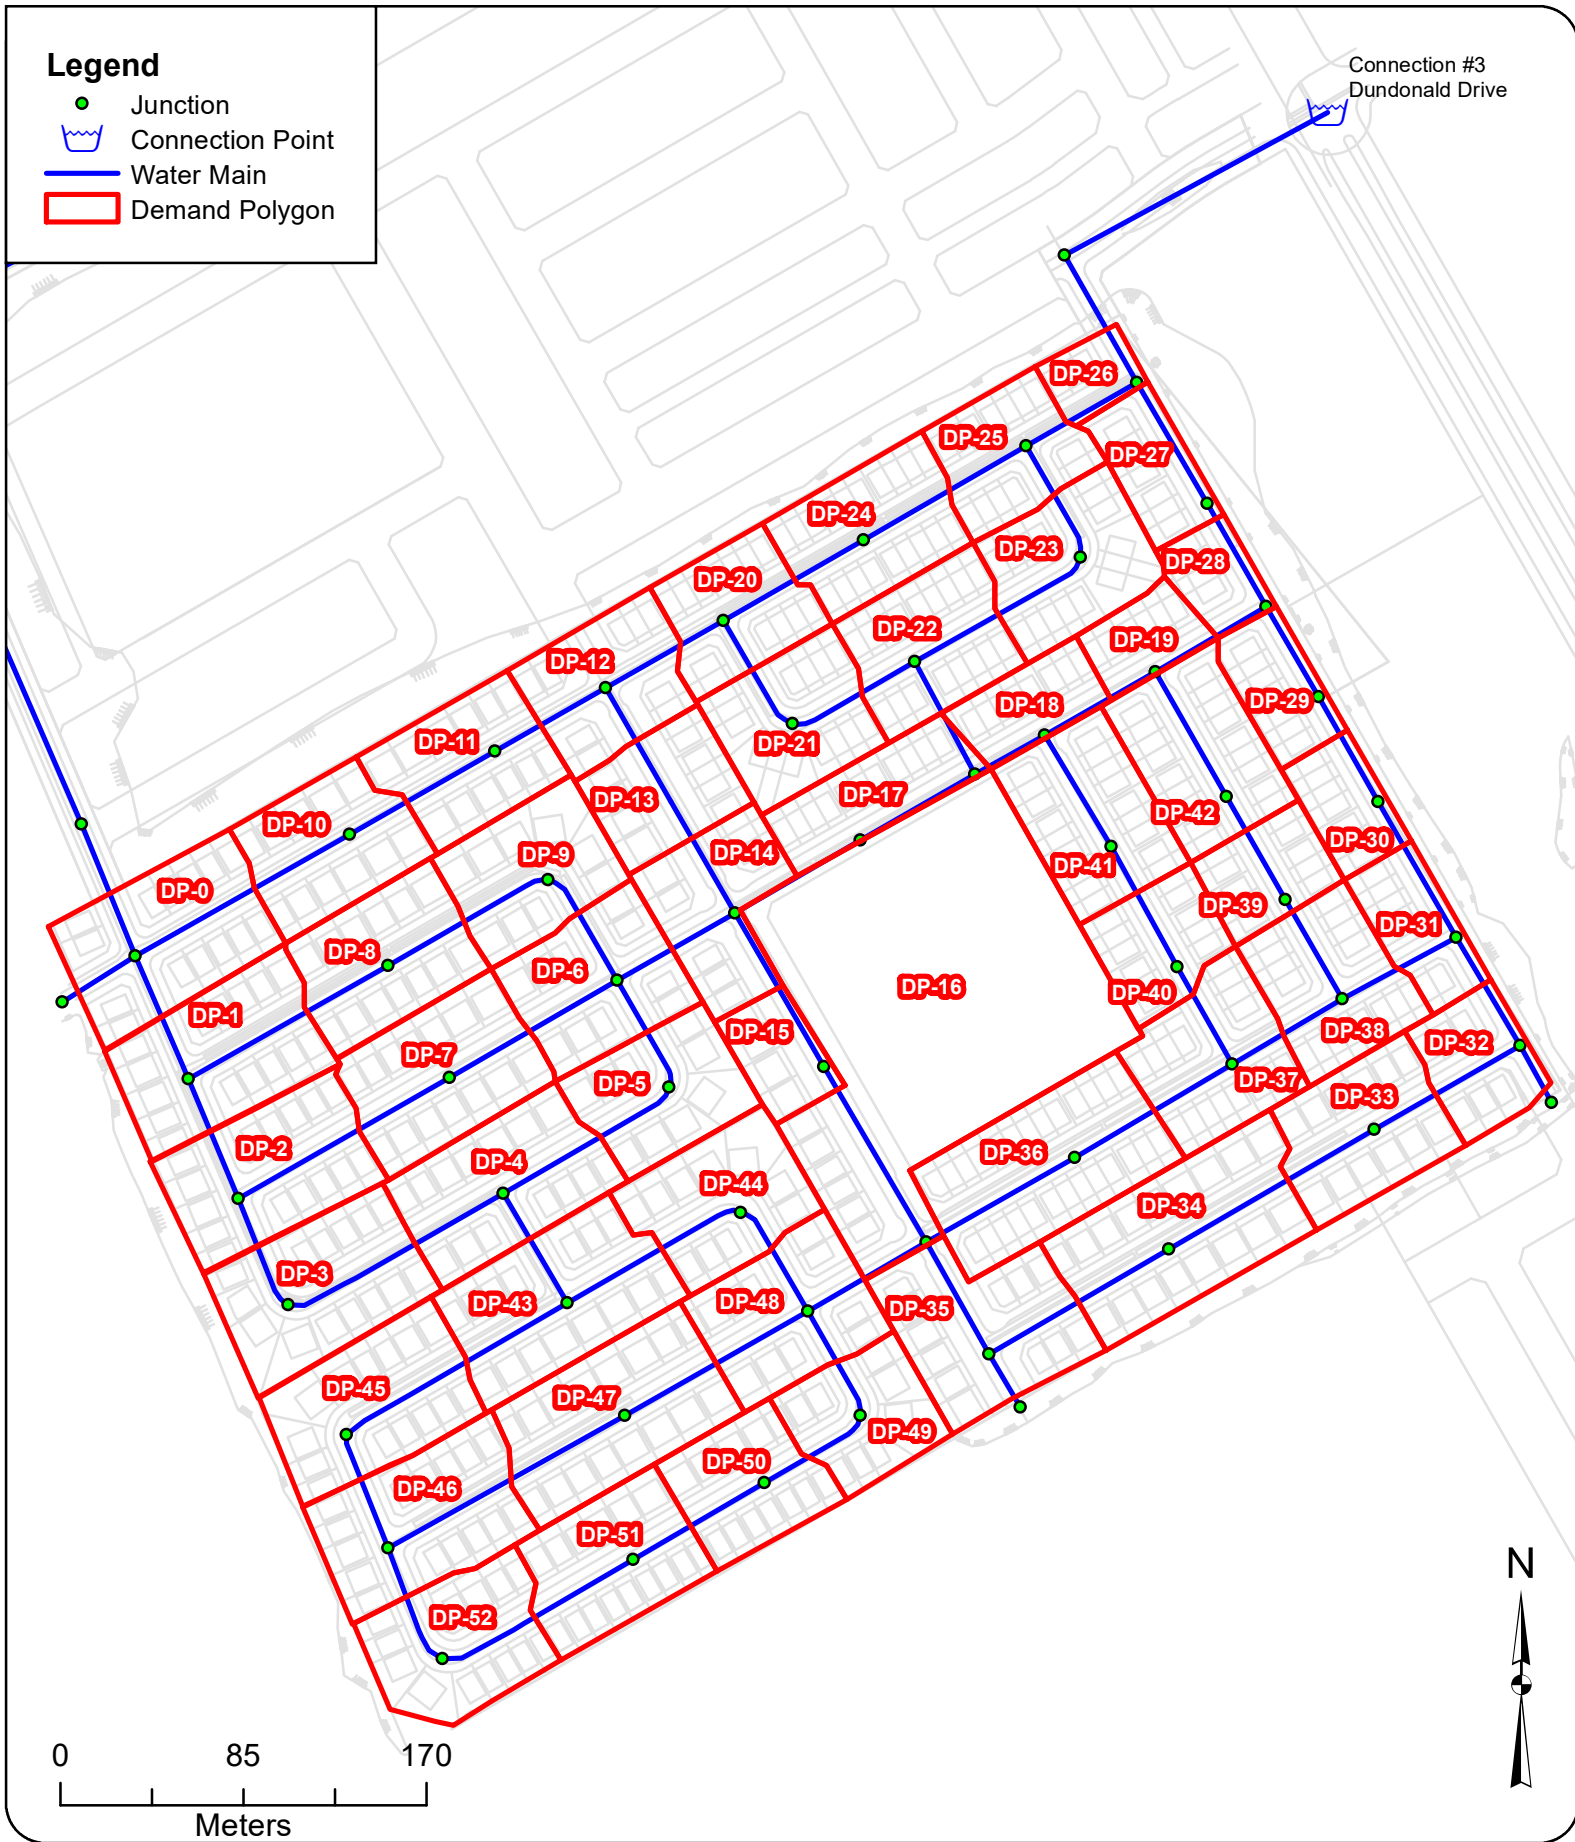 Legend
Junction
Connection Point
Water Main
Demand Polygon
Connection #3
Dundonald Drive
DP-26
DP-25
DP-27
DP-24
DP-23
DP-28
DP-20
DP-22
DP-19
DP-12
DP-29
DP-18
DP-11
DP-21
DP-17
DP-13
DP-42
DP-10
DP-30
DP-14
DP-9
DP-41
DP-0
DP-39
DP-31
DP-8
DP-6
DP-16
DP-40
DP-1
DP-15
DP-38
DP-32
DP-7
DP-5
DP-37
DP-33
DP-2
DP-36
DP-4
DP-44
DP-34
DP-3
DP-43
DP-48
DP-35
DP-45
DP-47
DP-49
DP-50
DP-46
DP-51
DP-52
N
0 85 170
Meters